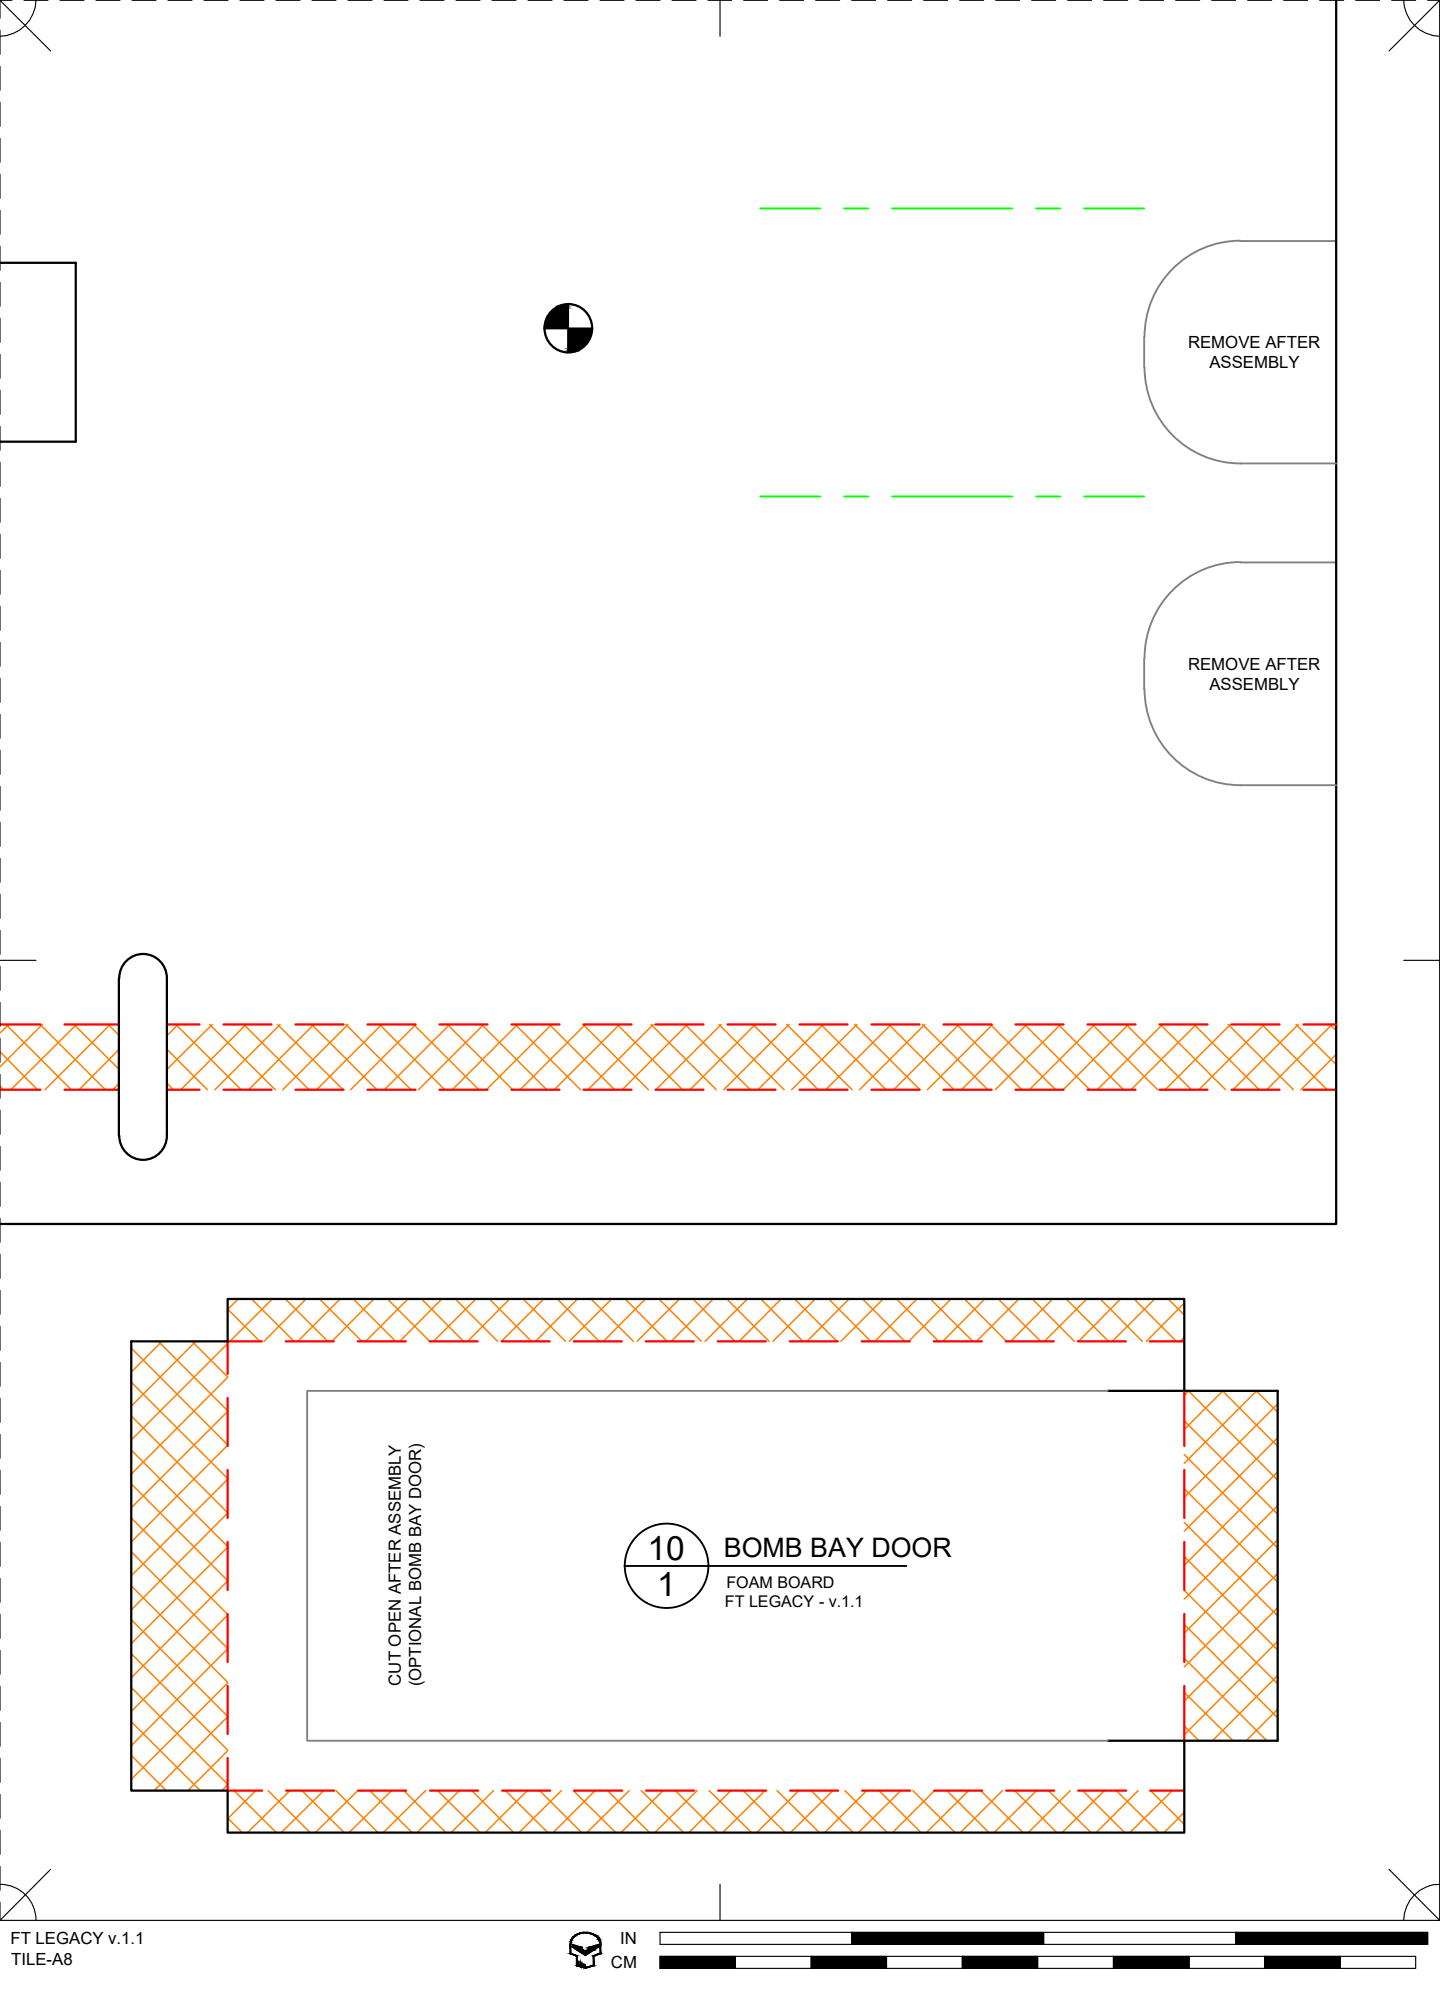 REMOVE AFTER
ASSEMBLY
REMOVE AFTER
ASSEMBLY
CUT OPEN AFTER ASSEMBLY
(OPTIONAL BOMB BAY DOOR)
10
1
BOMB BAY DOOR
FOAM BOARD
FT LEGACY - v.1.1
FT LEGACY v.1.1
TILE-A8
IN
CM